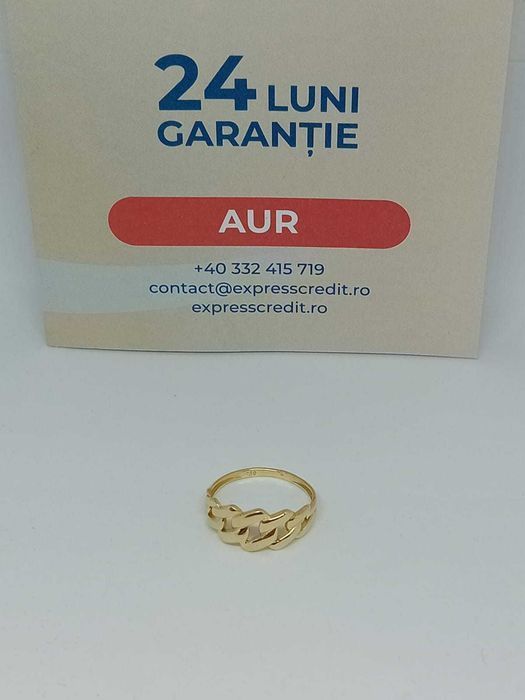 24 LUNI
GARANȚIE
AUR
+40 332 415 719
contact@expresscredit.ro
expresscredit.ro